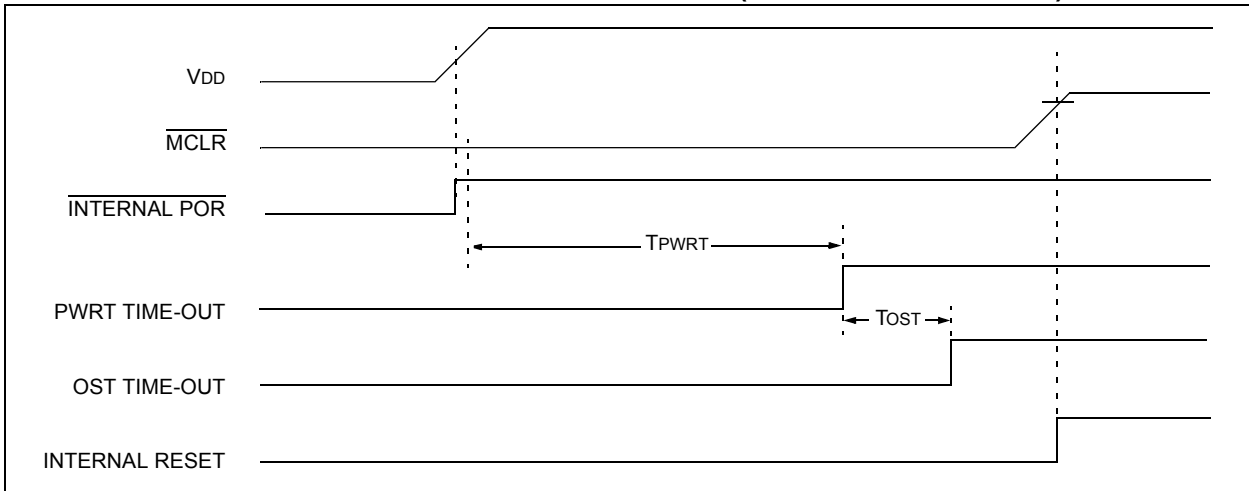 VDD
MCLR
INTERNAL POR
TPWRT
PWRT TIME-OUT
TOST
OST TIME-OUT
INTERNAL RESET